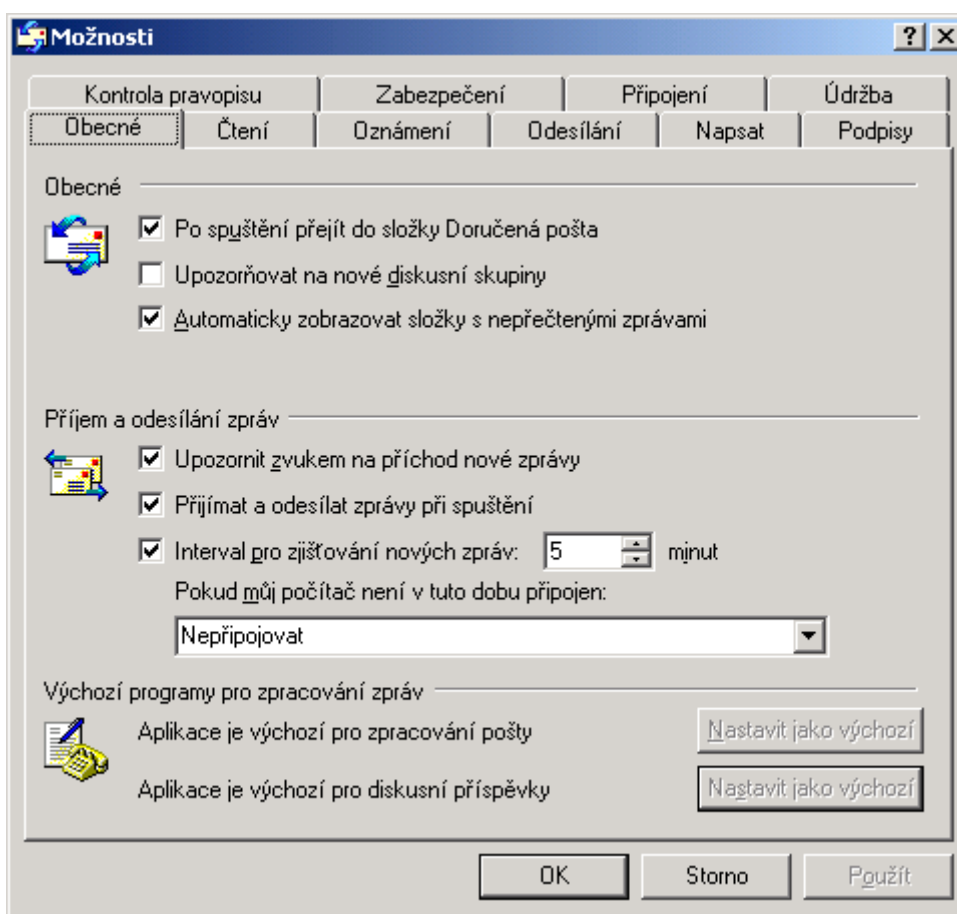 Možnosti
Kontrola pravopisu Zabezpečení Připojení Údržba
Obecné Čtení Oznámení Odesílání Napsat Podpisy
Obecné
Po spuštění přejít do složky Doručená pošta
Upozorňovat na nové diskusní skupiny
Automaticky zobrazovat složky s nepřečtenými zprávami
Příjem a odesílání zpráv
Upozornit zvukem na příchod nové zprávy
Přijímat a odesílat zprávy při spuštění
Interval pro zjišťování nových zpráv: 5 minut
Pokud můj počítač není v tuto dobu připojen:
Nepřipojovat
Výchozí programy pro zpracování zpráv
Aplikace je výchozí pro zpracování pošty Nastavit jako výchozí
Aplikace je výchozí pro diskusní příspěvky Nastavit jako výchozí
OK Storno Použít